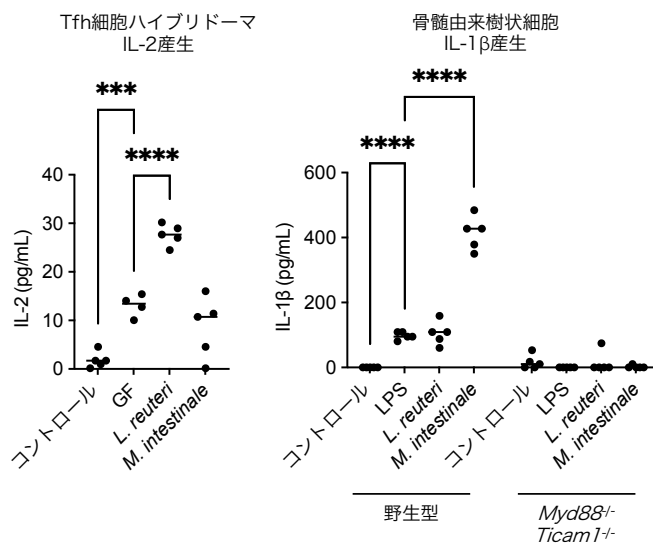 Tfh細胞ハイブリドーマ
IL-2産生
***
****
IL-2 (pg/mL)
40
30
20
10
0
コントロール
GF
L. reuteri
M. intestinale
骨髄由来樹状細胞
IL-1β産生
****
****
IL-1β (pg/mL)
600
400
200
0
コントロール
LPS
L. reuteri
M. intestinale
コントロール
LPS
L. reuteri
M. intestinale
野生型
Myd88-/-
Ticam1-/-